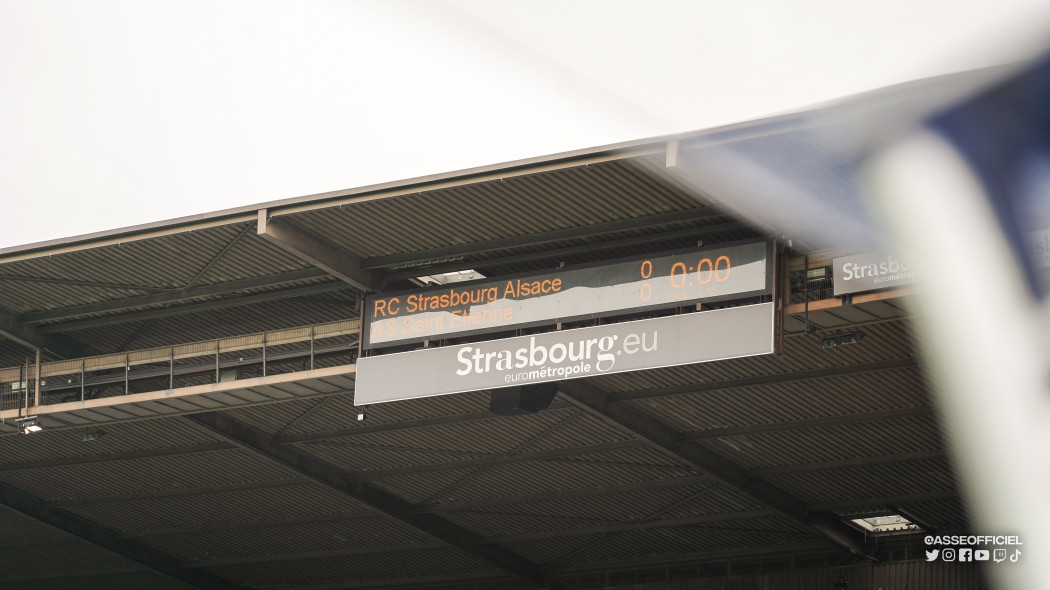 RC Strasbourg Alsace 0 0:00
AS Saint Etienne 0
Strasbourg.eu
eurométropole
Strasbourg
eurométropole
@ASSEOFFICIEL